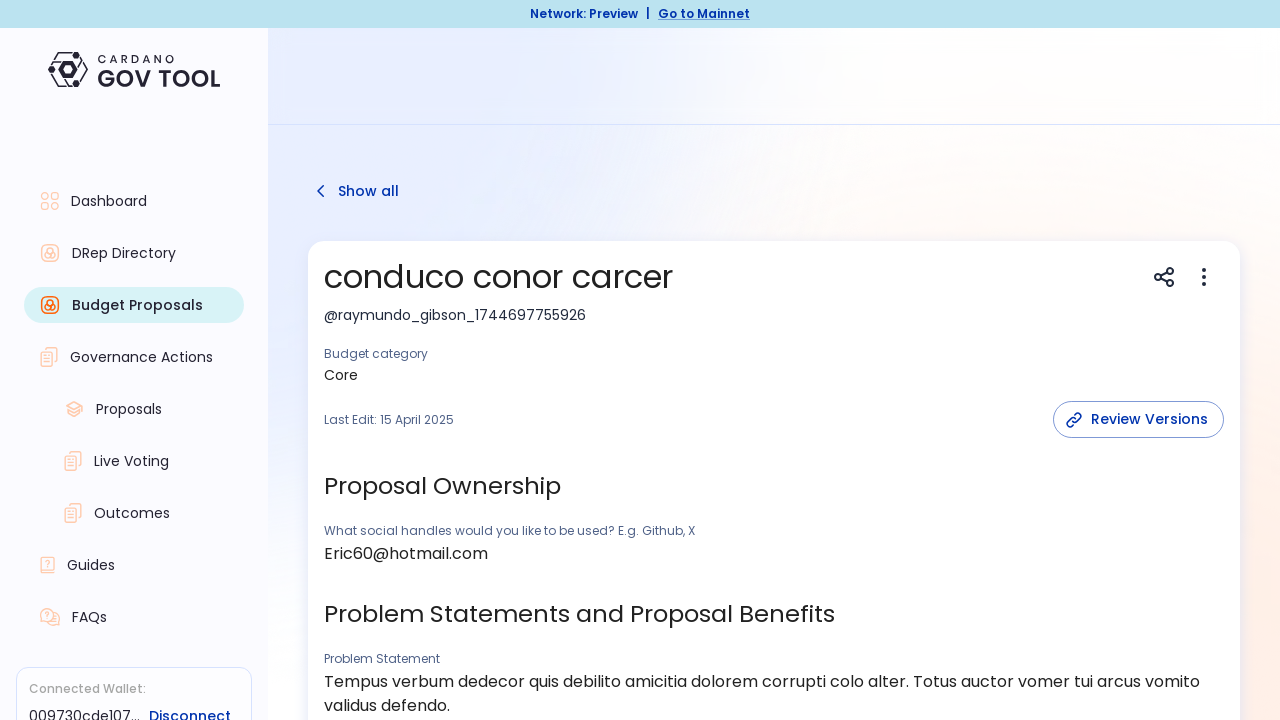 Network: Preview | Go to Mainnet
CARDANO
GOV TOOL
Dashboard
DRep Directory
Budget Proposals
Governance Actions
Proposals
Live Voting
Outcomes
Guides
FAQs
Connected Wallet:
009730cde107... Disconnect
Show all
conduco conor carcer
@raymundo_gibson_1744697755926
Budget category
Core
Last Edit: 15 April 2025
Review Versions
Proposal Ownership
What social handles would you like to be used? E.g. Github, X
Eric60@hotmail.com
Problem Statements and Proposal Benefits
Problem Statement
Tempus verbum dedecor quis debilito amicitia dolorem corrupti colo alter. Totus auctor vomer tui arcus vomito
validus defendo.